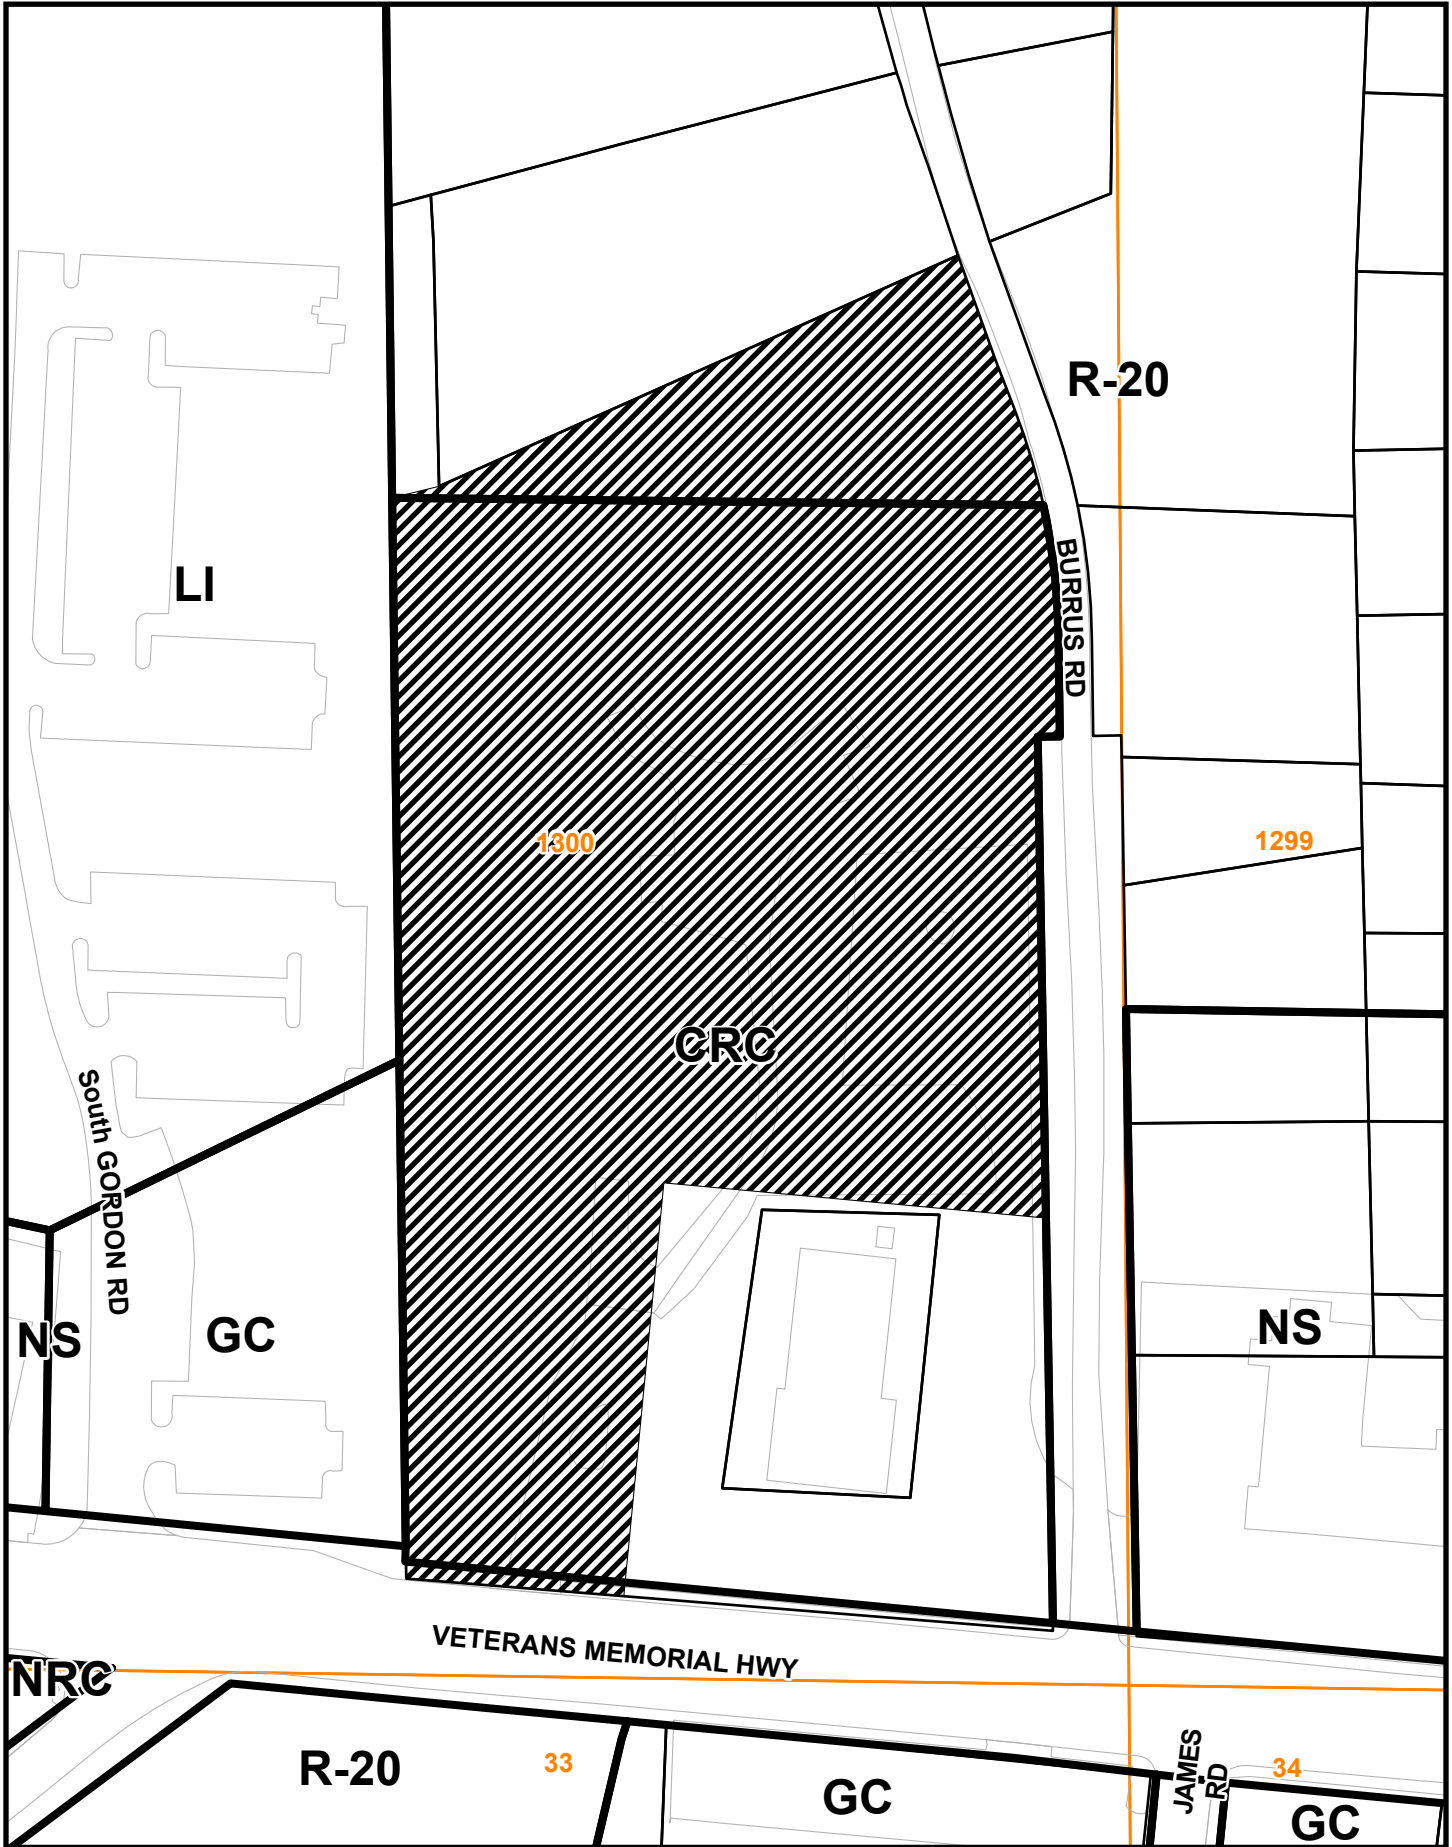 R-20
LI
BURRUS RD
1300
1299
CRC
South GORDON RD
NS
GC
NS
VETERANS MEMORIAL HWY
NRC
R-20
33
GC
JAMES
RD
34
GC